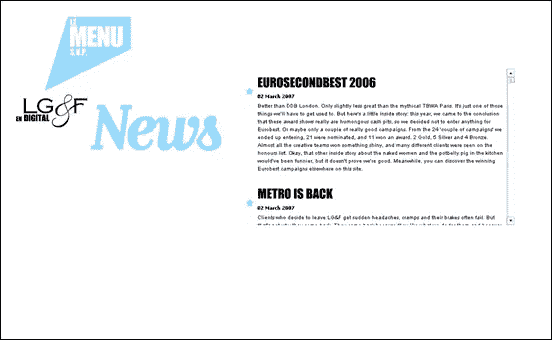 LE
MENU
S.V.P.
LG&F
EN DIGITAL
News
EUROSECONDBEST 2006
02 March 2007
Better than DDB London. Only slightly less great than the mythical TBWA Paris. It's just one of those
things we'll have to get used to. But here's a little inside story: this year, we came to the conclusion
that these award shows really are humongous cash pits, so we decided not to enter anything for
Eurobest. Or maybe only a couple of really good campaigns. From the 24 'couple of campaigns' we
ended up entering, 21 were nominated, and 11 won an award. 2 Gold, 5 Silver and 4 Bronze.
Almost all the creative teams won something shiny, and many different clients were seen on the
honours list. Okay, that other inside story about the naked women and the potbelly pig in the kitchen
would've been funnier, but it doesn't prove we're good. Meanwhile, you can discover the winning
Eurobest campaigns elsewhere on this site.
METRO IS BACK
02 March 2007
Clients who decide to leave LG&F get sudden headaches, cramps and their brakes often fail. But